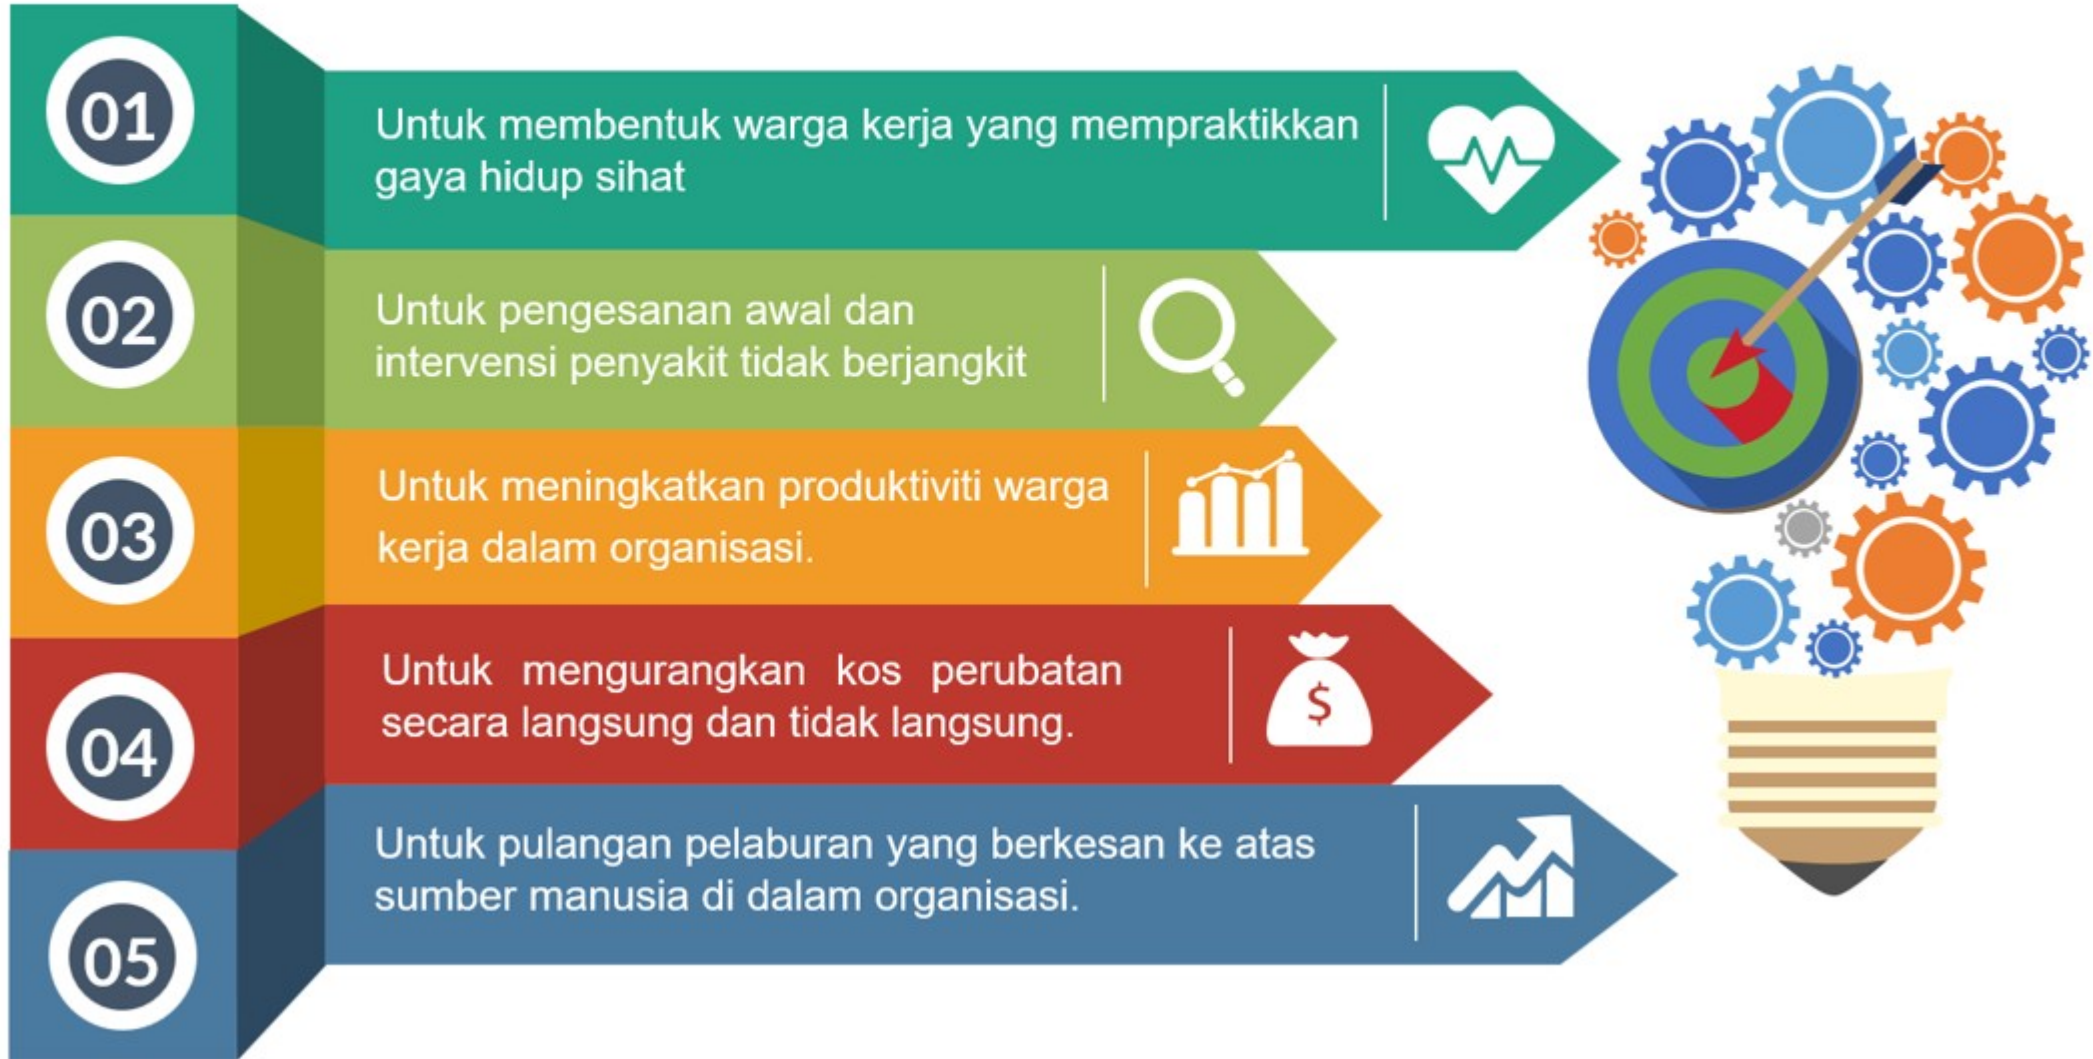 01
Untuk membentuk warga kerja yang mempraktikkan
gaya hidup sihat
02
Untuk pengesanan awal dan
intervensi penyakit tidak berjangkit
03
Untuk meningkatkan produktiviti warga
kerja dalam organisasi.
04
Untuk mengurangkan kos perubatan
secara langsung dan tidak langsung.
$
05
Untuk pulangan pelaburan yang berkesan ke atas
sumber manusia di dalam organisasi.